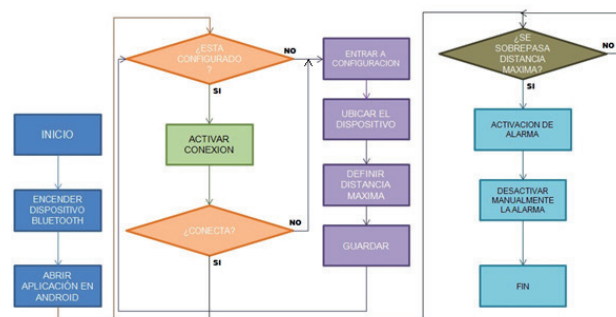 INICIO
ENCENDER
DISPOSITIVO
BLUETOOTH
ABRIR
APLICACIÓN EN
ANDROID
¿ESTA
CONFIGURADO
?
NO
SI
ACTIVAR
CONEXION
¿CONECTA?
NO
SI
ENTRAR A
CONFIGURACION
UBICAR EL
DISPOSITIVO
DEFINIR
DISTANCIA
MAXIMA
GUARDAR
¿SE
SOBREPASA
DISTANCIA
MAXIMA?
NO
SI
ACTIVACION DE
ALARMA
DESACTIVAR
MANUALMENTE
LA ALARMA
FIN